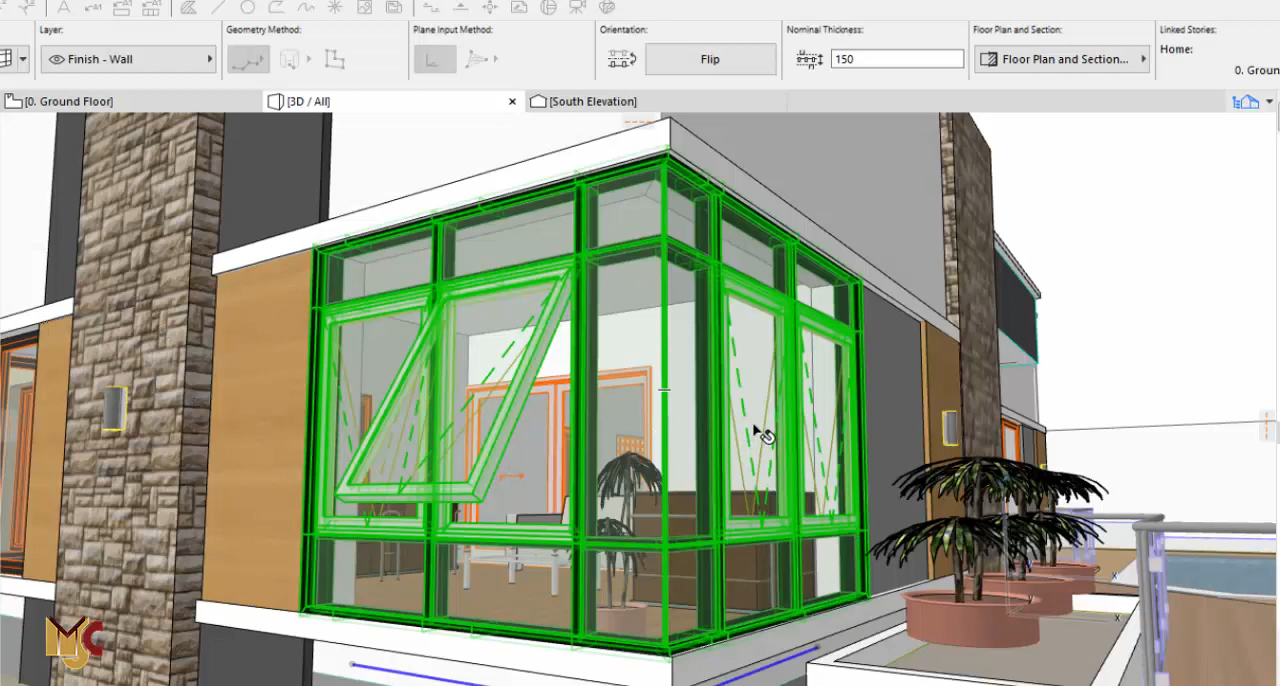 Layer:
Geometry Method:
Plane Input Method:
Orientation:
Nominal Thickness:
Floor Plan and Section:
Linked Stories:
Finish - Wall
Flip
150
Floor Plan and Section...
Home:
0. Groun
[0. Ground Floor]
[3D / All]
[South Elevation]
X
X
MSC